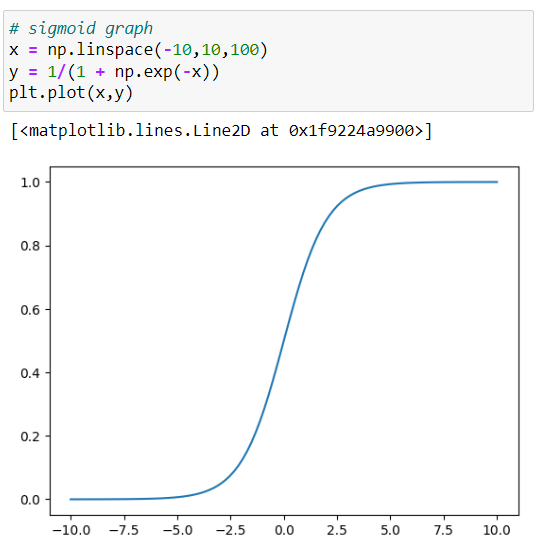 # sigmoid graph
x = np.linspace(-10,10,100)
y = 1/(1 + np.exp(-x))
plt.plot(x,y)
[<matplotlib.lines.Line2D at 0x1f9224a9900>]
1.0
0.8
0.6
0.4
0.2
0.0
−10.0 −7.5 −5.0 −2.5 0.0 2.5 5.0 7.5 10.0